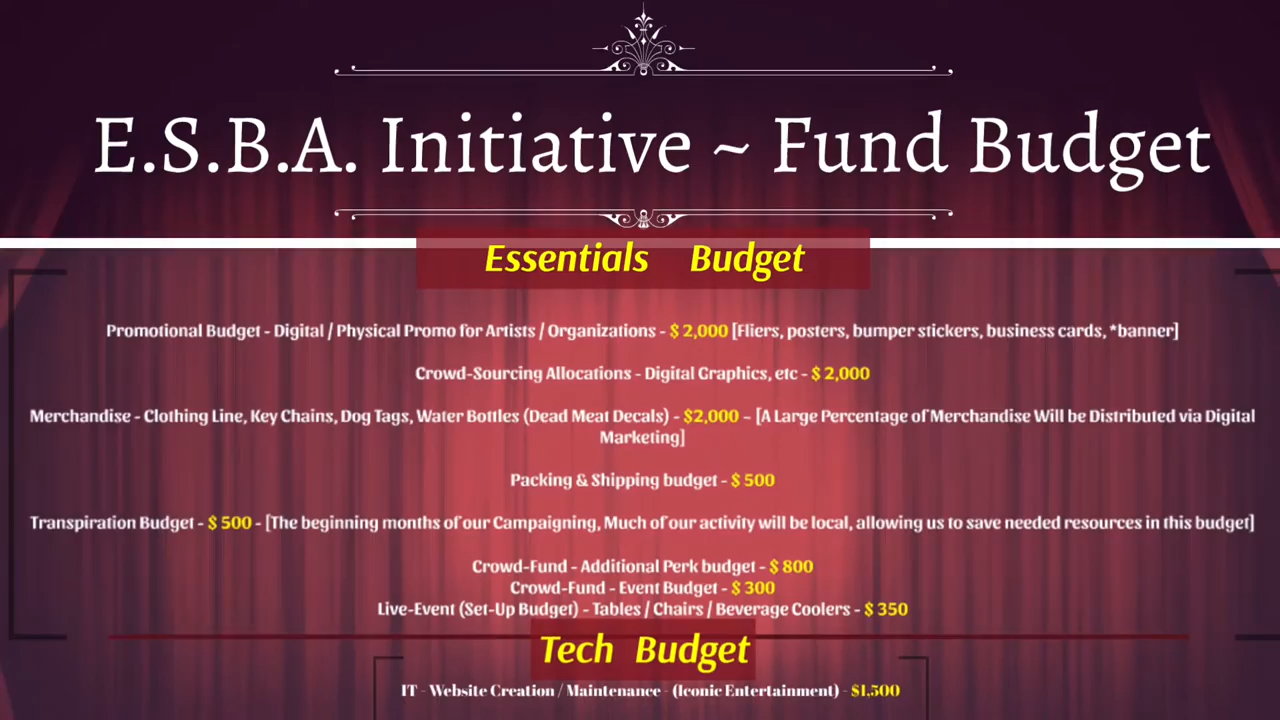 E.S.B.A. Initiative ~ Fund Budget
Essentials Budget
Promotional Budget - Digital / Physical Promo for Artists / Organizations - $ 2,000 [Fliers, posters, bumper stickers, business cards, *banner]
Crowd-Sourcing Allocations - Digital Graphics, etc - $ 2,000
Merchandise - Clothing Line, Key Chains, Dog Tags, Water Bottles (Dead Meat Decals) - $2,000 - [A Large Percentage of Merchandise Will be Distributed via Digital
Marketing]
Packing & Shipping budget - $ 500
Transpiration Budget - $ 500 - [The beginning months of our Campaigning, Much of our activity will be local, allowing us to save needed resources in this budget]
Crowd-Fund - Additional Perk budget - $ 800
Crowd-Fund - Event Budget - $ 300
Live-Event (Set-Up Budget) - Tables / Chairs / Beverage Coolers - $ 350
Tech Budget
IT - Website Creation / Maintenance - (Iconic Entertainment) - $1,500